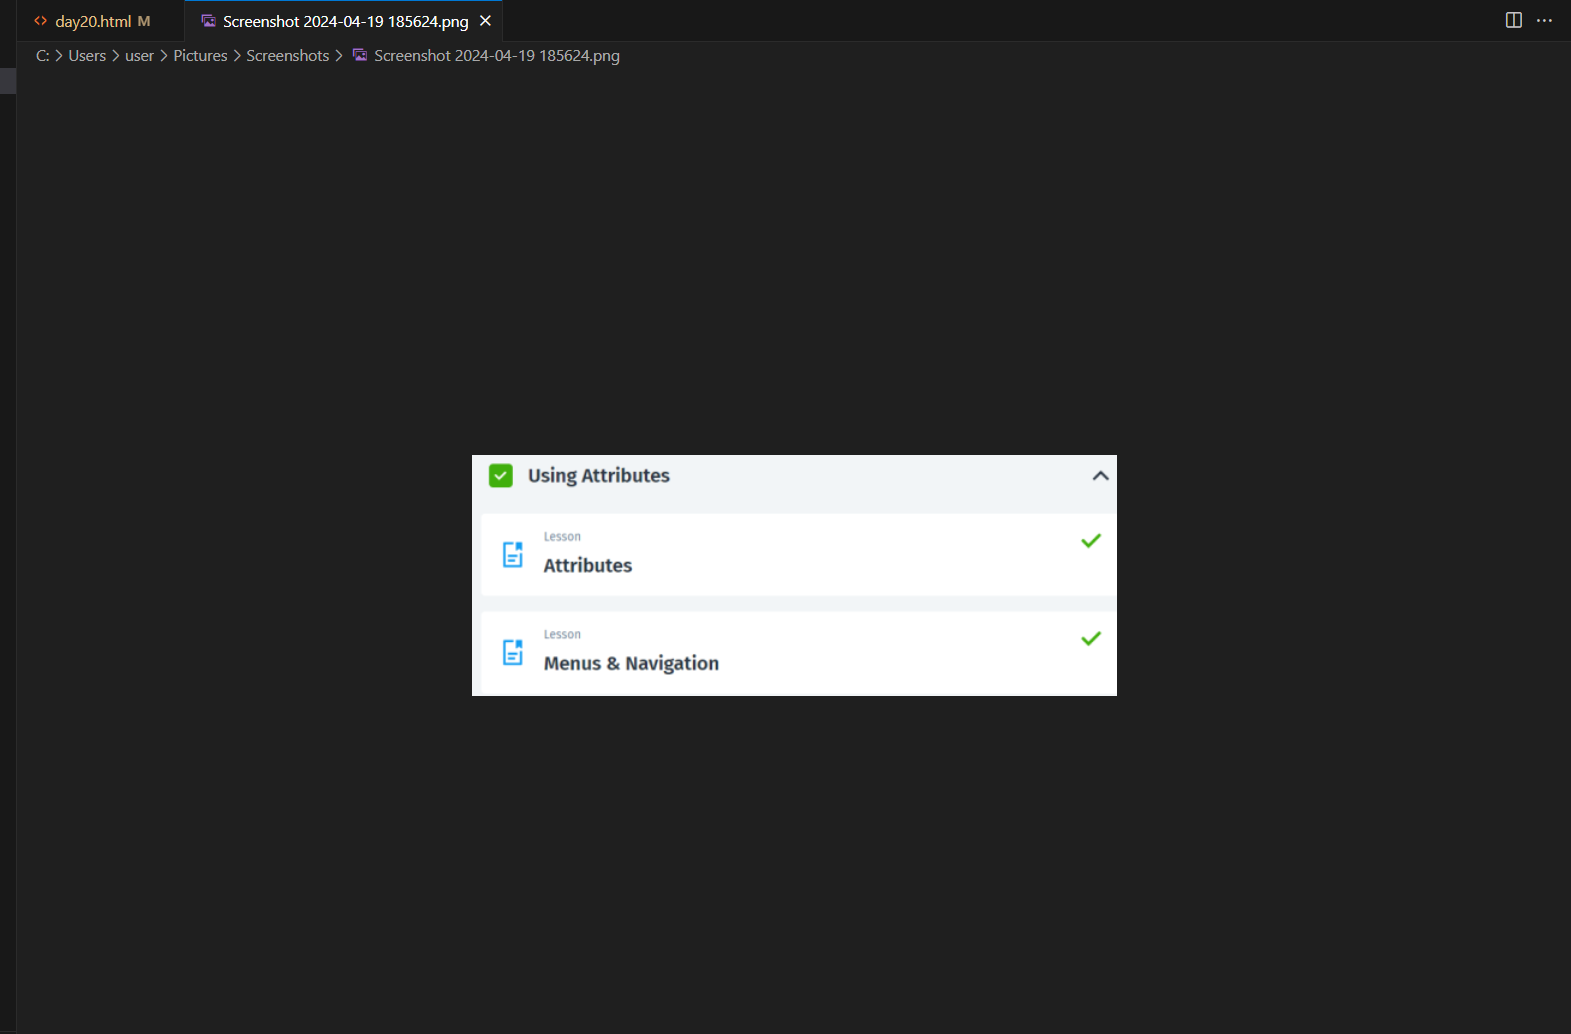 day20.html M
Screenshot 2024-04-19 185624.png
C: > Users > user > Pictures > Screenshots > Screenshot 2024-04-19 185624.png
Using Attributes
Lesson
Attributes
Lesson
Menus & Navigation